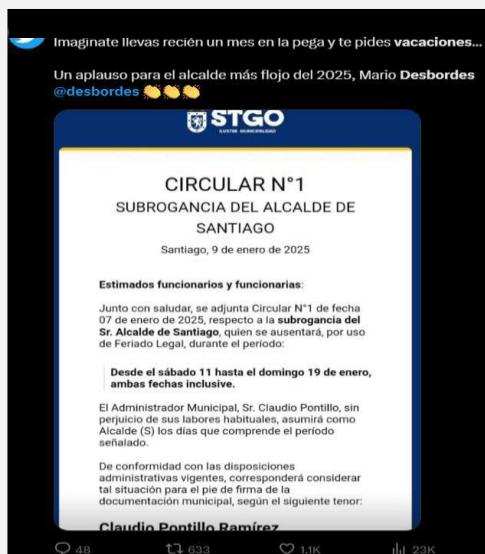 Imagínate llevas recién un mes en la pega y te pides vacaciones...
Un aplauso para el alcalde más flojo del 2025, Mario Desbordes
@desbordes 👏👏👏
STGO
ILUSTRE MUNICIPALIDAD
CIRCULAR N°1
SUBROGANCIA DEL ALCALDE DE
SANTIAGO
Santiago, 9 de enero de 2025
Estimados funcionarios y funcionarias:
Junto con saludar, se adjunta Circular N°1 de fecha
07 de enero de 2025, respecto a la subrogancia del
Sr. Alcalde de Santiago, quien se ausentará, por uso
de Feriado Legal, durante el período:
Desde el sábado 11 hasta el domingo 19 de enero,
ambas fechas inclusive.
El Administrador Municipal, Sr. Claudio Pontillo, sin
perjuicio de sus labores habituales, asumirá como
Alcalde (S) los días que comprende el período
señalado.
De conformidad con las disposiciones
administrativas vigentes, corresponderá considerar
tal situación para el pie de firma de la
documentación municipal, según el siguiente tenor:
Claudio Pontillo Ramírez
48 633 1,1K 23K